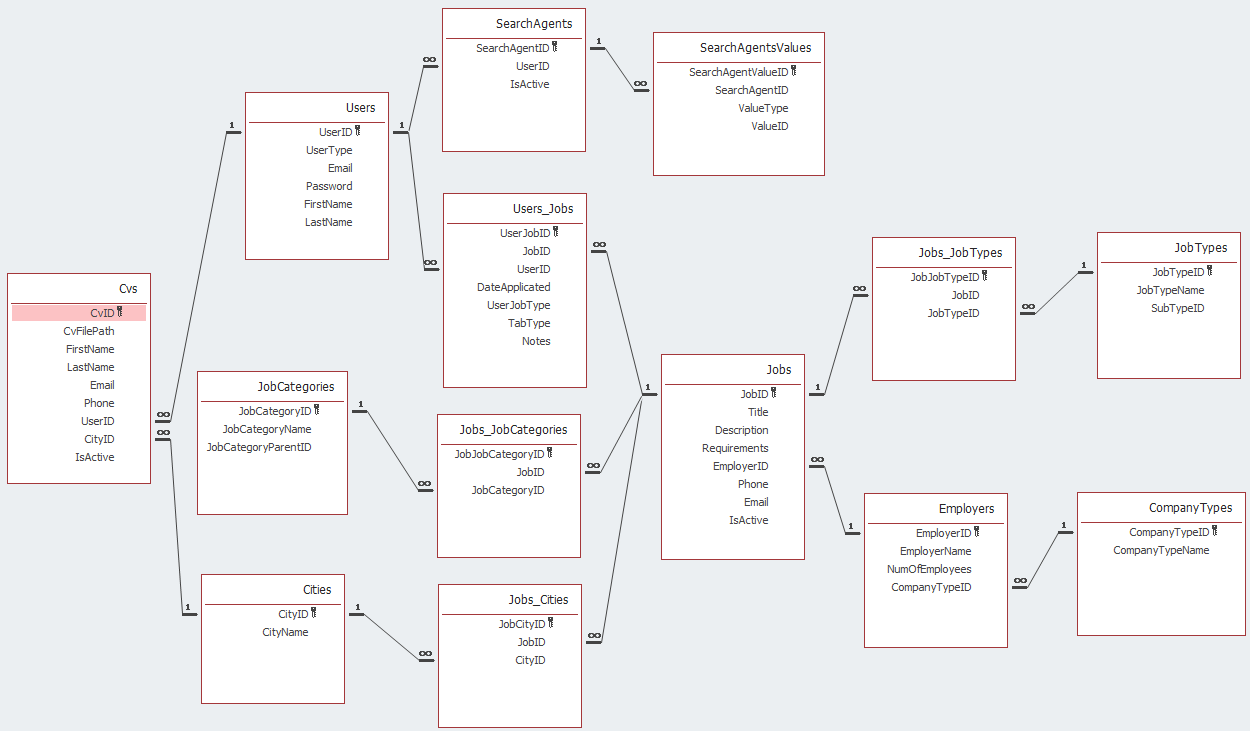 SearchAgents
SearchAgentID
UserID
IsActive
SearchAgentsValues
SearchAgentValueID
SearchAgentID
ValueType
ValueID
Users
UserID
UserType
Email
Password
FirstName
LastName
Users_Jobs
UserJobID
JobID
UserID
DateApplicated
UserJobType
TabType
Notes
Cvs
CvID
CvFilePath
FirstName
LastName
Email
Phone
UserID
CityID
IsActive
JobCategories
JobCategoryID
JobCategoryName
JobCategoryParentID
Jobs_JobCategories
JobJobCategoryID
JobID
JobCategoryID
Cities
CityID
CityName
Jobs_Cities
JobCityID
JobID
CityID
Jobs
JobID
Title
Description
Requirements
EmployerID
Phone
Email
IsActive
Jobs_JobTypes
JobJobTypeID
JobID
JobTypeID
JobTypes
JobTypeID
JobTypeName
SubTypeID
Employers
EmployerID
EmployerName
NumOfEmployees
CompanyTypeID
CompanyTypes
CompanyTypeID
CompanyTypeName
1
∞
1
∞
1
∞
∞
∞
1
∞
1
∞
1
∞
1
∞
∞
1
1
∞
∞
1
∞
1
∞
1